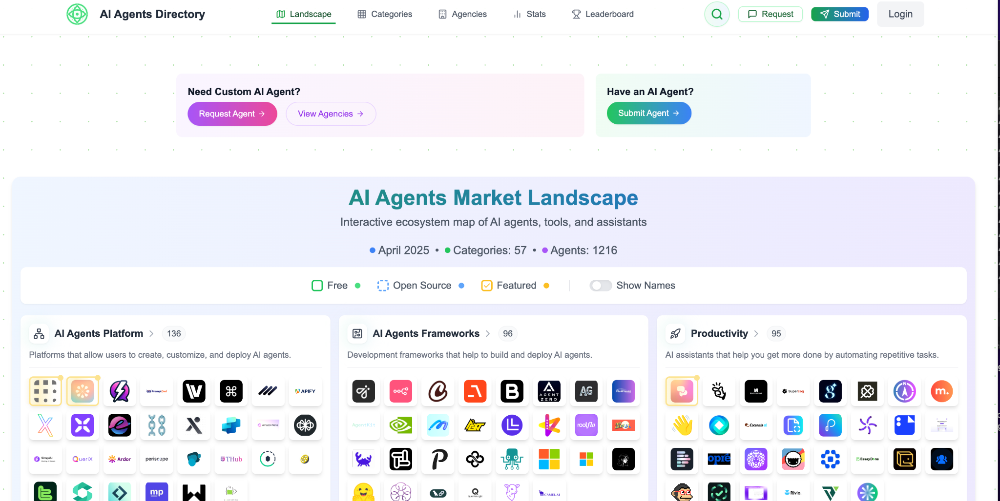 AI Agents Directory
Landscape
Categories
Agencies
Stats
Leaderboard
Request
Submit
Login
Need Custom AI Agent?
Request Agent →
View Agencies →
Have an AI Agent?
Submit Agent →
AI Agents Market Landscape
Interactive ecosystem map of AI agents, tools, and assistants
April 2025 • Categories: 57 • Agents: 1216
Free
Open Source
Featured
Show Names
AI Agents Platform > 136
Platforms that allow users to create, customize, and deploy AI agents.
PromptOwl
APIFY
Amazon Nova
SimplAI
QueriX
Ardor
periscope
THub
mp
AI Agents Frameworks > 96
Development frameworks that help to build and deploy AI agents.
B
AGENT
ZERO
AG
FinWiseAI
AgentKit
rootflo
CAMEL AI
Productivity > 95
AI assistants that help you get more done by automating repetitive tasks.
Supercog
m.
Coconuts ai
opré
EssayDone
Rivio.